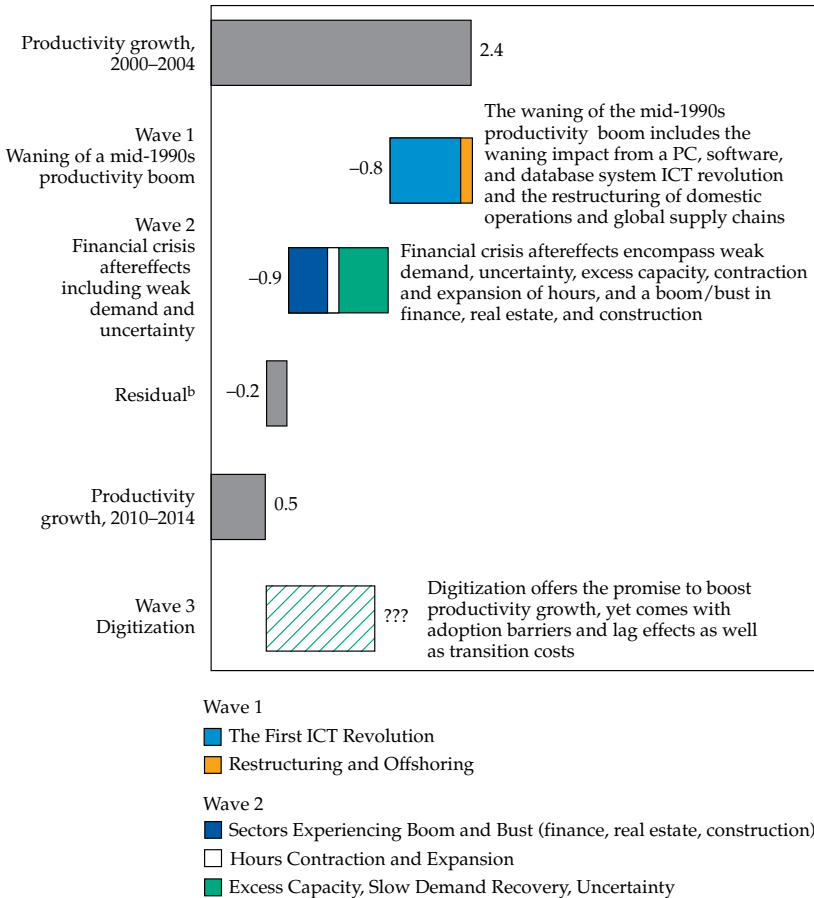 Productivity growth,
2000–2004
2.4
Wave 1
Waning of a mid-1990s
productivity boom
–0.8
The waning of the mid-1990s
productivity boom includes the
waning impact from a PC, software,
and database system ICT revolution
and the restructuring of domestic
operations and global supply chains
Wave 2
Financial crisis
aftereffects
including weak
demand and
uncertainty
–0.9
Financial crisis aftereffects encompass weak
demand, uncertainty, excess capacity, contraction
and expansion of hours, and a boom/bust in
finance, real estate, and construction
Residualᵇ
–0.2
Productivity
growth, 2010–2014
0.5
Wave 3
Digitization
???
Digitization offers the promise to boost
productivity growth, yet comes with
adoption barriers and lag effects as well
as transition costs
Wave 1
The First ICT Revolution
Restructuring and Offshoring
Wave 2
Sectors Experiencing Boom and Bust (finance, real estate, construction)
Hours Contraction and Expansion
Excess Capacity, Slow Demand Recovery, Uncertainty